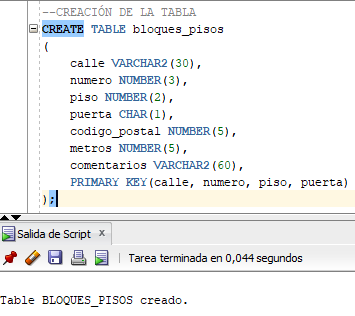 --CREACIÓN DE LA TABLA
CREATE TABLE bloques_pisos
(
calle VARCHAR2(30),
numero NUMBER(3),
piso NUMBER(2),
puerta CHAR(1),
codigo_postal NUMBER(5),
metros NUMBER(5),
comentarios VARCHAR2(60),
PRIMARY KEY(calle, numero, piso, puerta)
);
Salida de Script x
Tarea terminada en 0,044 segundos
Table BLOQUES_PISOS creado.